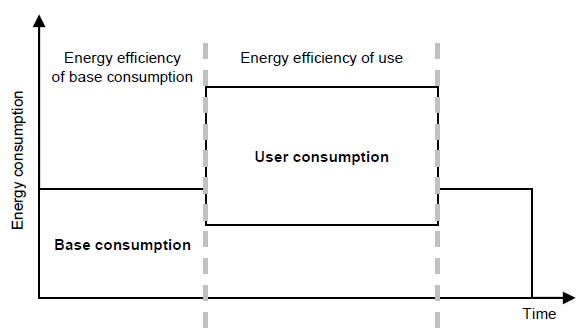 Energy efficiency
of base consumption
Energy efficiency of use
Energy consumption
User consumption
Base consumption
Time